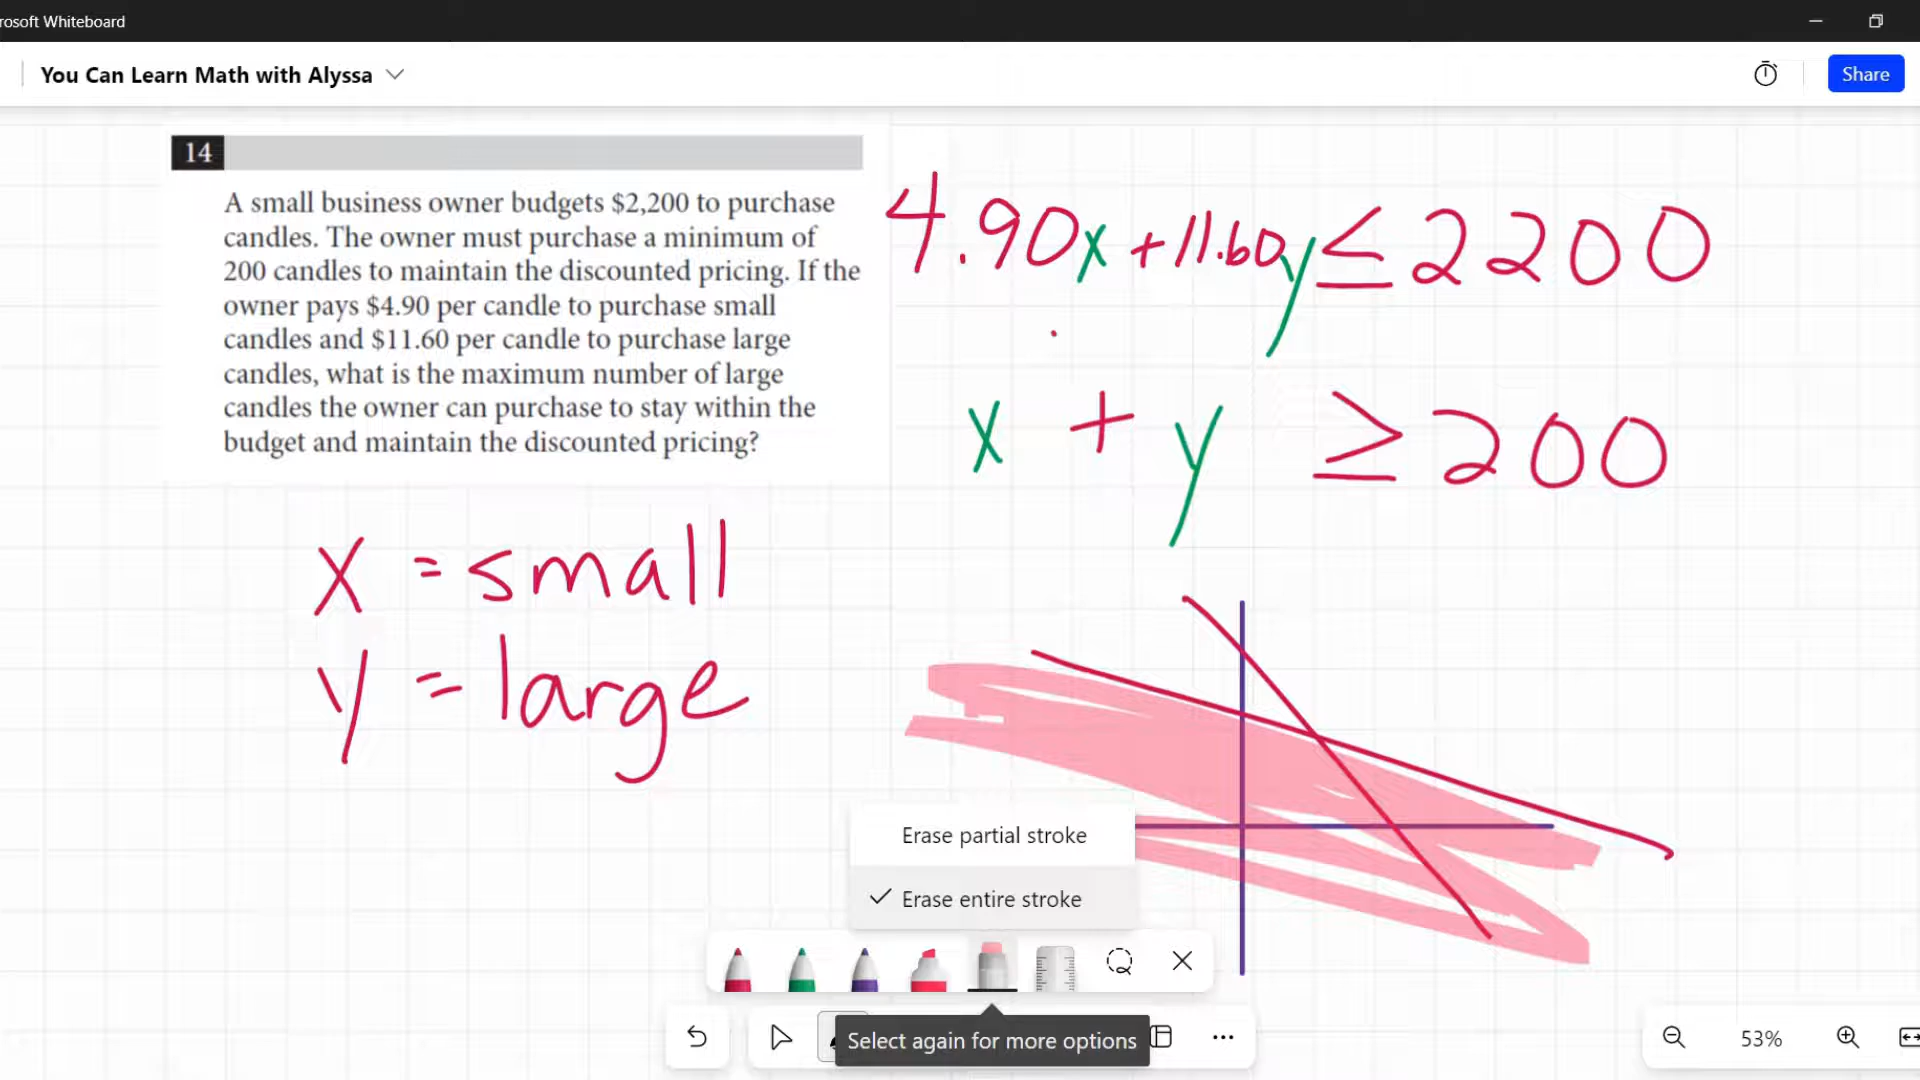 rosoft Whiteboard
You Can Learn Math with Alyssa
Share
14
A small business owner budgets $2,200 to purchase
candles. The owner must purchase a minimum of
200 candles to maintain the discounted pricing. If the
owner pays $4.90 per candle to purchase small
candles and $11.60 per candle to purchase large
candles, what is the maximum number of large
candles the owner can purchase to stay within the
budget and maintain the discounted pricing?
4.90x + 11.60y ≤ 2200
x + y ≥ 200
x = small
y = large
Erase partial stroke
Erase entire stroke
Select again for more options
53%